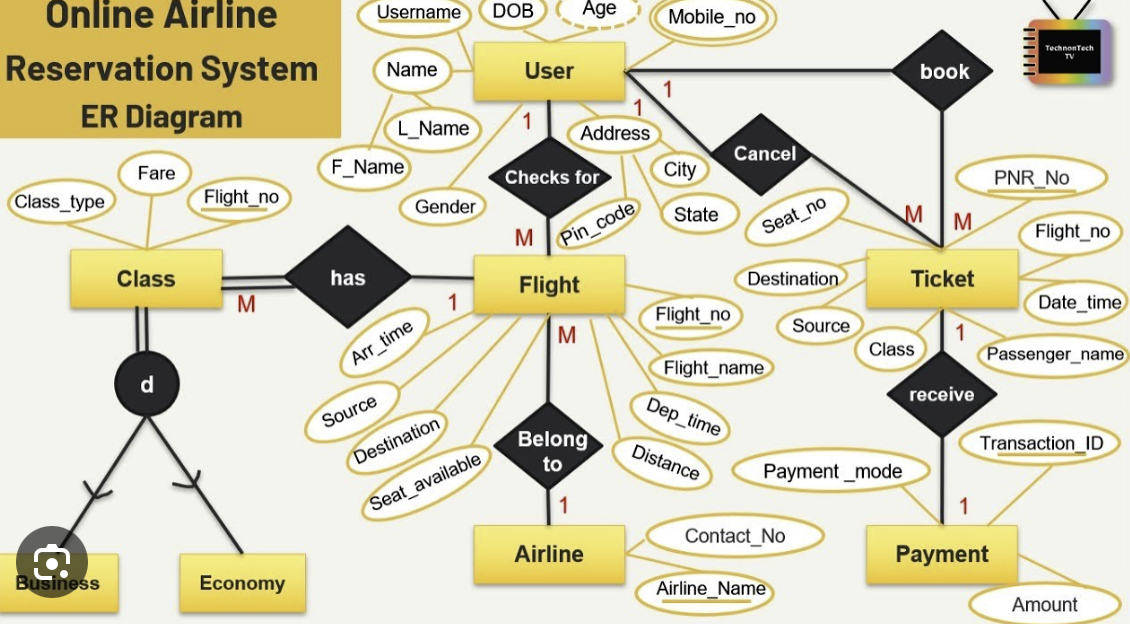 Online Airline
Reservation System
ER Diagram
Username
DOB
Age
Mobile_no
TechnonTech
TV
Name
User
book
1
1
1
L_Name
Address
F_Name
Checks for
Cancel
City
Fare
Class_type
Flight_no
Gender
Pin_code
State
Seat_no
PNR_No
M
M
M
Flight_no
Class
has
Flight
Destination
Ticket
M
1
Flight_no
Date_time
Arr_time
M
Source
1
Class
Passenger_name
Flight_name
d
Source
Dep_time
receive
Destination
Belong
to
Distance
Transaction_ID
Seat_available
Payment _mode
1
1
Contact_No
Airline
Payment
Business
Economy
Airline_Name
Amount